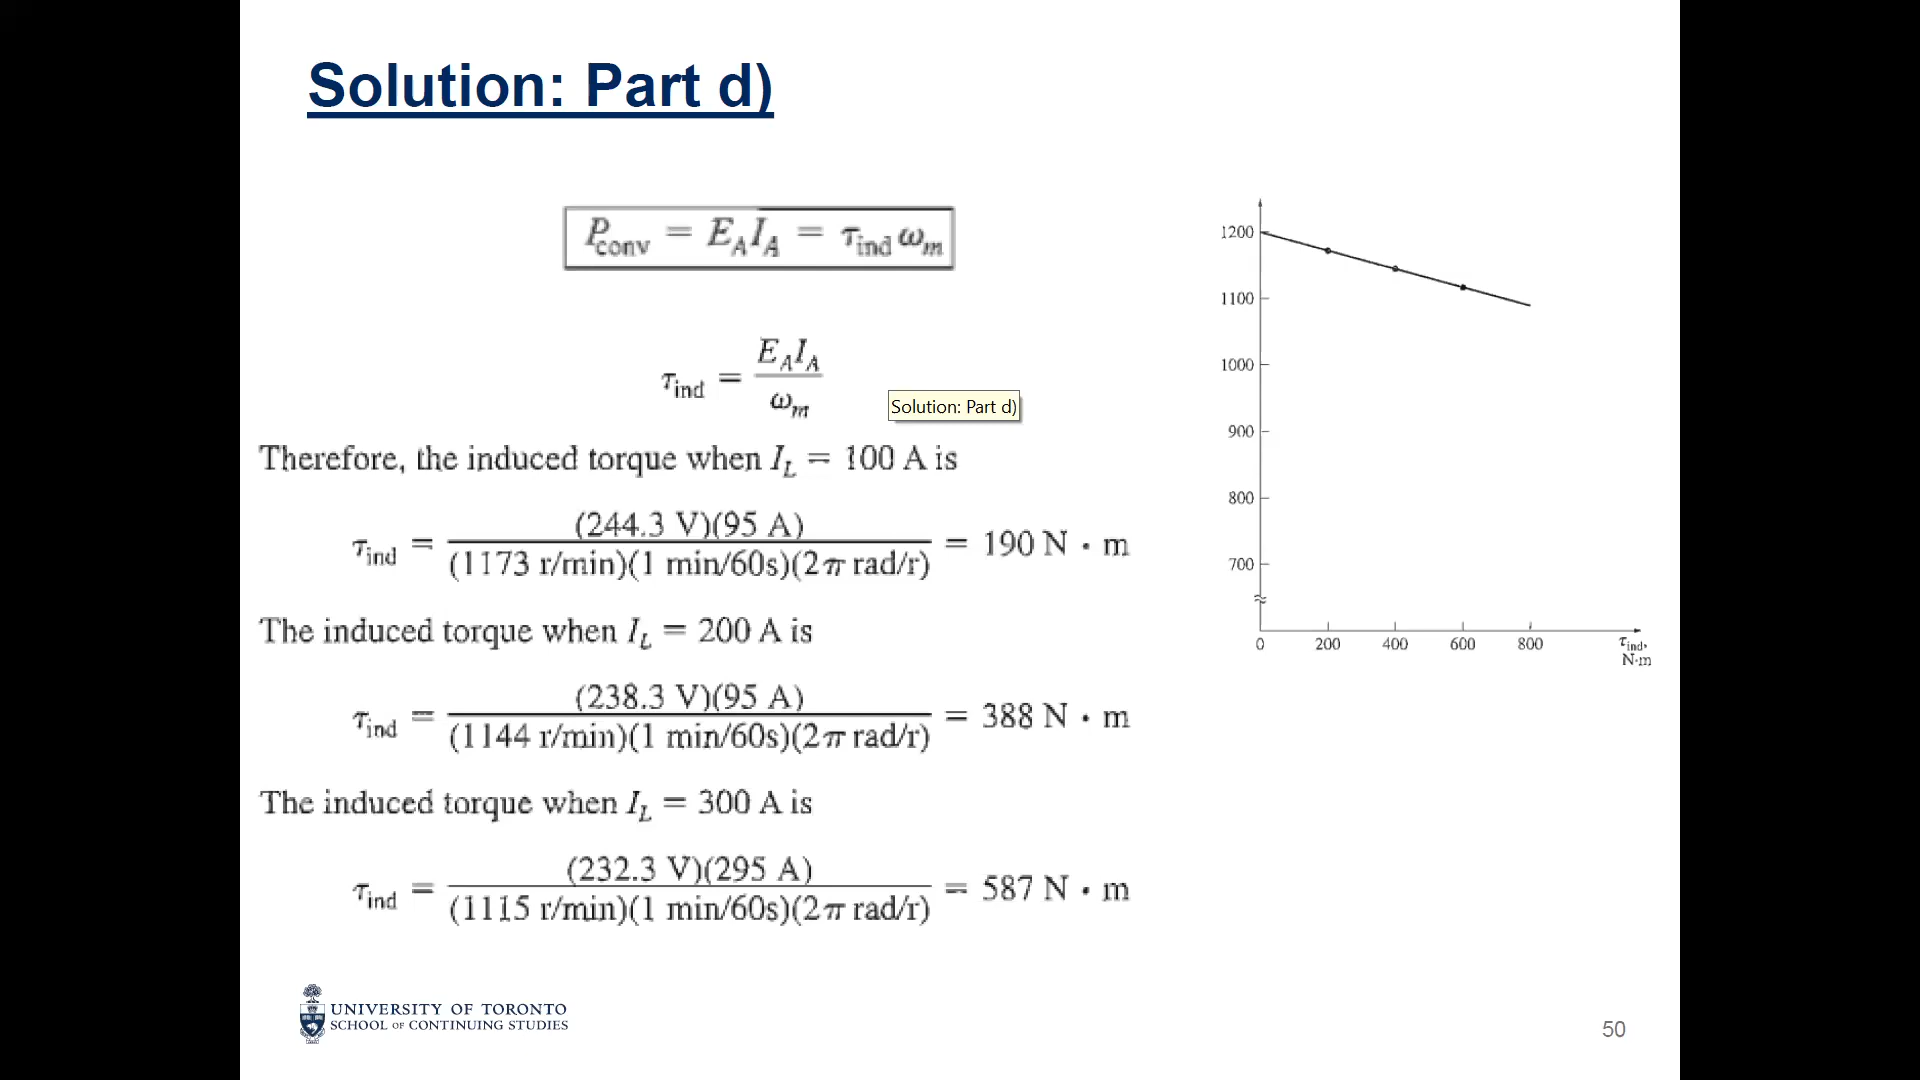 Solution: Part d)
P_conv = E_A I_A = τ_ind ω_m
τ_ind = E_A I_A / ω_m
Solution: Part d)
Therefore, the induced torque when I_L = 100 A is
τ_ind = (244.3 V)(95 A) / (1173 r/min)(1 min/60s)(2π rad/r) = 190 N · m
The induced torque when I_L = 200 A is
τ_ind = (238.3 V)(95 A) / (1144 r/min)(1 min/60s)(2π rad/r) = 388 N · m
The induced torque when I_L = 300 A is
τ_ind = (232.3 V)(295 A) / (1115 r/min)(1 min/60s)(2π rad/r) = 587 N · m
1200
1100
1000
900
800
700
0 200 400 600 800 τ_ind,
N·m
UNIVERSITY OF TORONTO
SCHOOL OF CONTINUING STUDIES
50